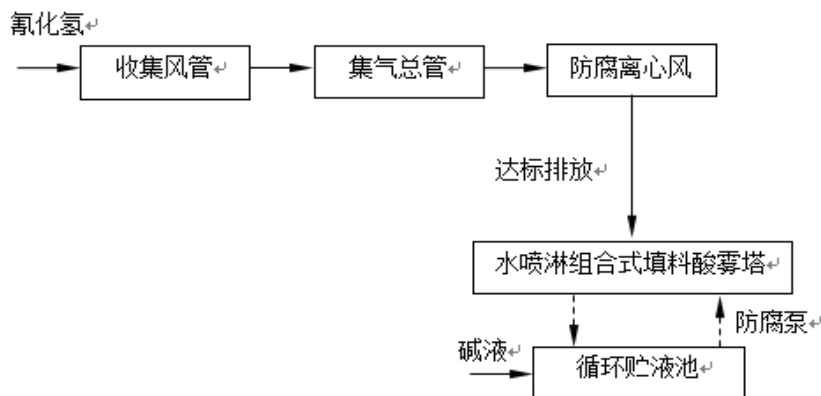 氰化氢
收集风管
集气总管
防腐离心风
达标排放
水喷淋组合式填料酸雾塔
防腐泵
碱液
循环贮液池